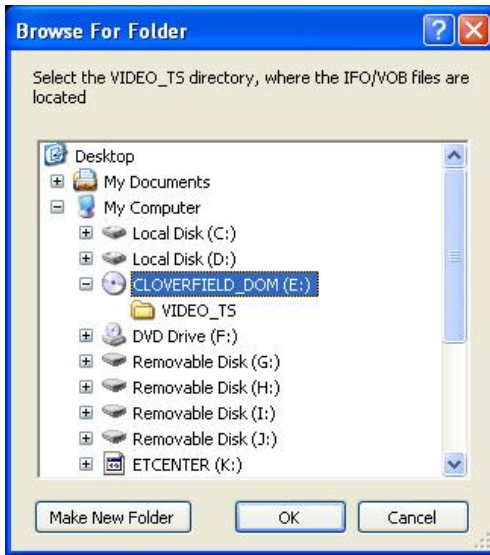 Browse For Folder
Select the VIDEO_TS directory, where the IFO/VOB files are
located
Desktop
My Documents
My Computer
Local Disk (C:)
Local Disk (D:)
CLOVERFIELD_DOM (E:)
VIDEO_TS
DVD Drive (F:)
Removable Disk (G:)
Removable Disk (H:)
Removable Disk (I:)
Removable Disk (J:)
ETCENTER (K:)
Make New Folder OK Cancel